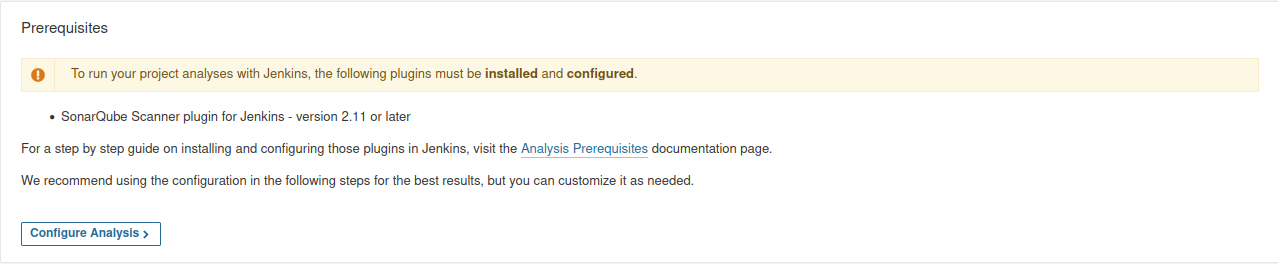 Prerequisites
To run your project analyses with Jenkins, the following plugins must be installed and configured.
• SonarQube Scanner plugin for Jenkins - version 2.11 or later
For a step by step guide on installing and configuring those plugins in Jenkins, visit the Analysis Prerequisites documentation page.
We recommend using the configuration in the following steps for the best results, but you can customize it as needed.
Configure Analysis >